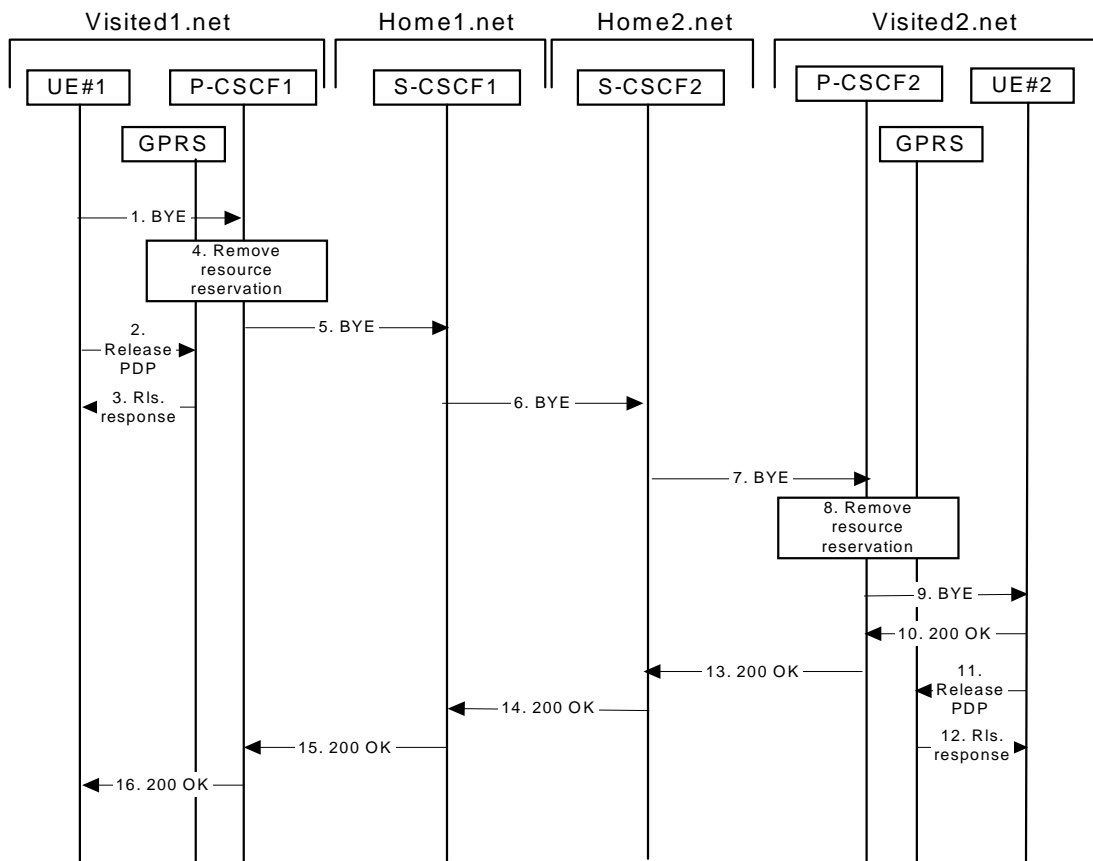 Visited1.net
Home1.net
Home2.net
Visited2.net
UE#1
P-CSCF1
S-CSCF1
S-CSCF2
P-CSCF2
UE#2
GPRS
GPRS
1. BYE
4. Remove
resource
reservation
5. BYE
2.
Release
PDP
3. Rls.
response
6. BYE
7. BYE
8. Remove
resource
reservation
9. BYE
10. 200 OK
13. 200 OK
11.
Release
PDP
14. 200 OK
12. Rls.
response
15. 200 OK
16. 200 OK